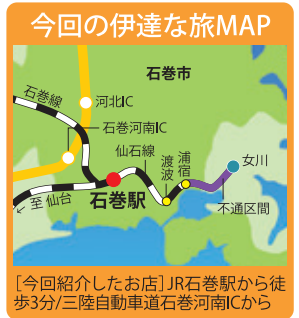 今回の伊達な旅MAP
石巻市
石巻線
河北IC
石巻河南IC
仙石線
渡波
浦宿
女川
←至 仙台
石巻駅
不通区間
[今回紹介したお店]JR石巻駅から徒
歩3分/三陸自動車道石巻河南ICから